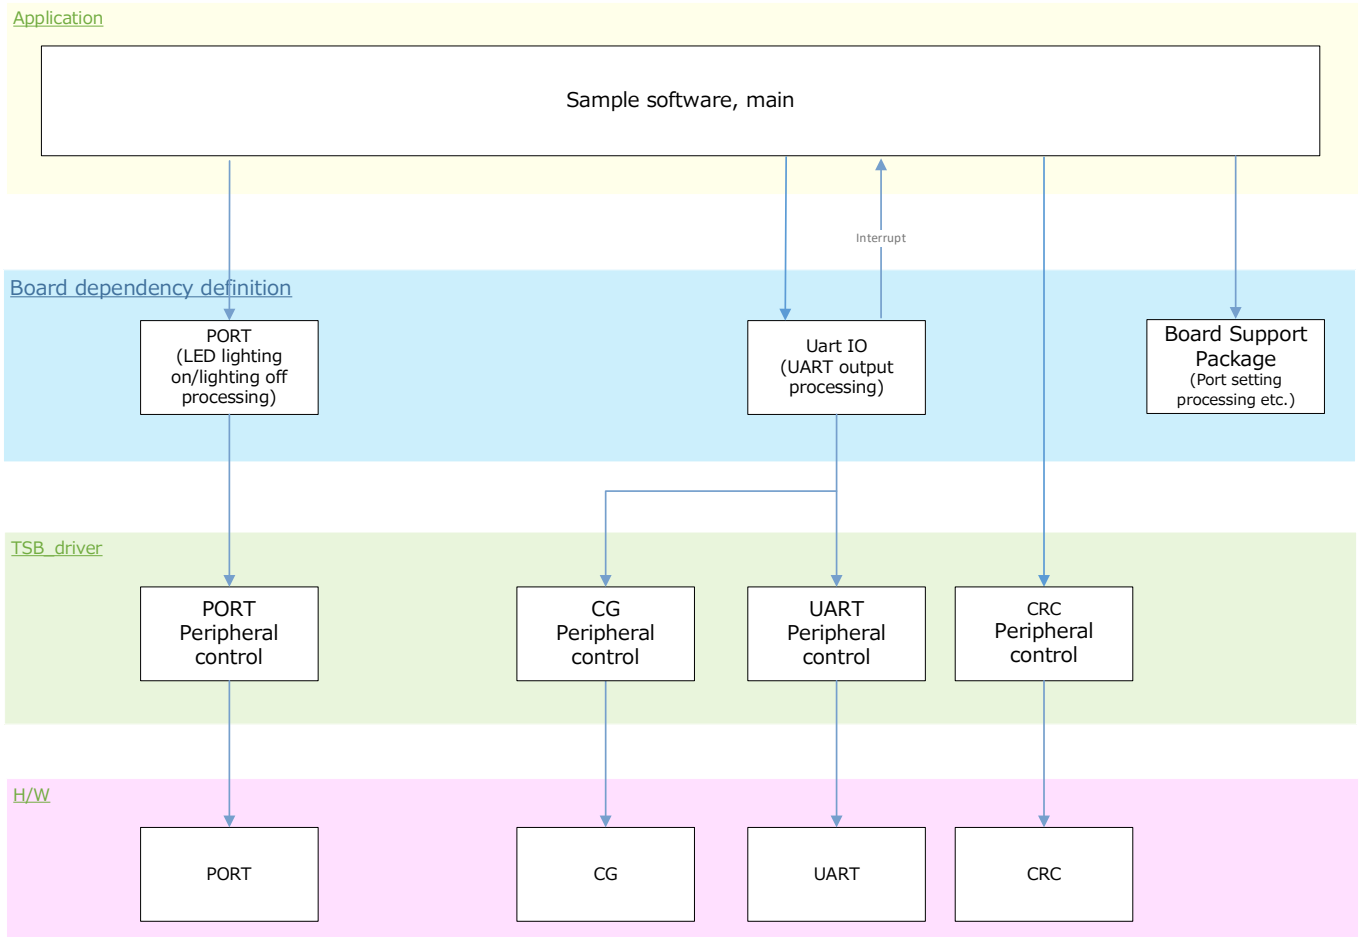 Application
Sample software, main
Interrupt
Board dependency definition
PORT
(LED lighting
on/lighting off
processing)
Uart IO
(UART output
processing)
Board Support
Package
(Port setting
processing etc.)
TSB_driver
PORT
Peripheral
control
CG
Peripheral
control
UART
Peripheral
control
CRC
Peripheral
control
H/W
PORT
CG
UART
CRC